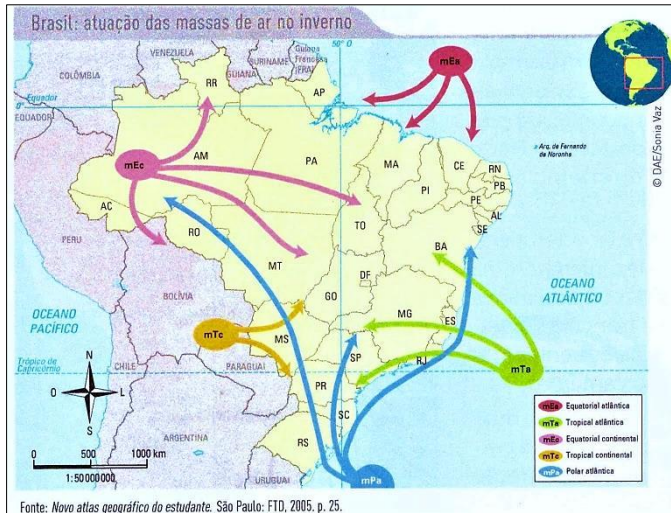 Brasil: atuação das massas de ar no inverno
VENEZUELA
50° O
COLÔMBIA
SURINAME
Guiana
Francesa
(FRA)
GUIANA
RR
AP
mEa
Equador
0°
EQUADOR
mEc
AM
PA
MA
CE
RN
PB
PE
AL
SE
PI
Arq. de Fernando
de Noronha
AC
RO
TO
BA
PERU
MT
DF
GO
BOLÍVIA
MG
ES
OCEANO
PACÍFICO
OCEANO
ATLÂNTICO
mTc
MS
SP
RJ
mTa
Trópico de
Capricórnio
CHILE
PARAGUAI
PR
SC
RS
N
O
L
S
ARGENTINA
URUGUAI
mPa
0 500 1000 km
1:50000000
mEa Equatorial atlântica
mTa Tropical atlântica
mEc Equatorial continental
mTc Tropical continental
mPa Polar atlântica
© DAE/Sonia Vaz
Fonte: Novo atlas geográfico do estudante. São Paulo: FTD, 2005. p. 25.